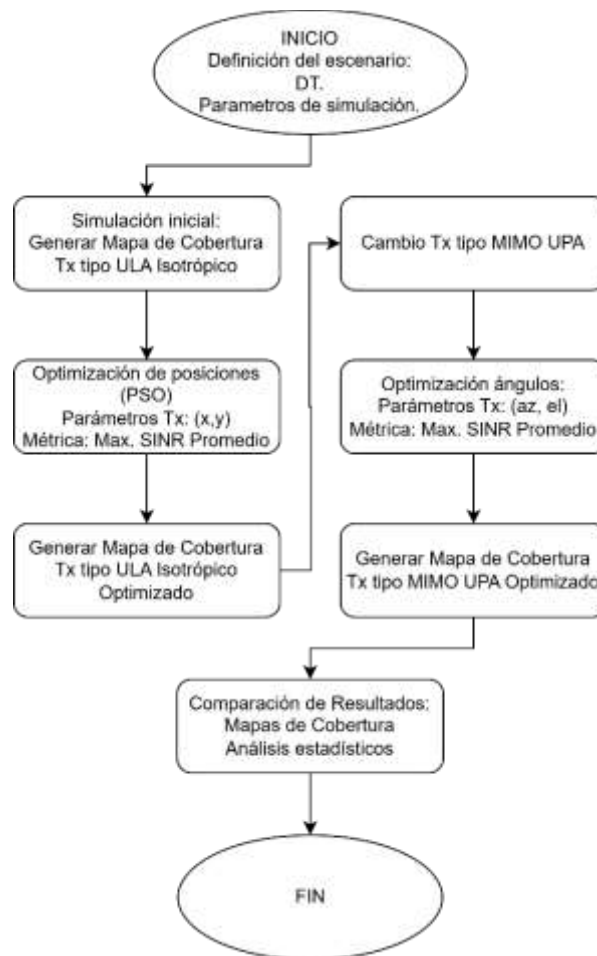 INICIO
Definición del escenario:
DT.
Parametros de simulación.
Simulación inicial:
Generar Mapa de Cobertura
Tx tipo ULA Isotrópico
Optimización de posiciones
(PSO)
Parámetros Tx: (x,y)
Métrica: Max. SINR Promedio
Generar Mapa de Cobertura
Tx tipo ULA Isotrópico
Optimizado
Cambio Tx tipo MIMO UPA
Optimización ángulos:
Parámetros Tx: (az, el)
Métrica: Max. SINR Promedio
Generar Mapa de Cobertura
Tx tipo MIMO UPA Optimizado
Comparación de Resultados:
Mapas de Cobertura
Análisis estadísticos
FIN